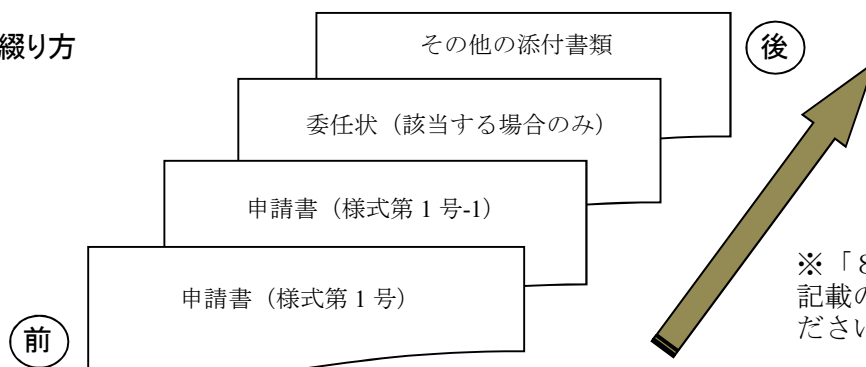 綴り方
その他の添付書類
後
委任状（該当する場合のみ）
申請書（様式第 1 号-1）
申請書（様式第 1 号）
前
※「８
記載の
ださい